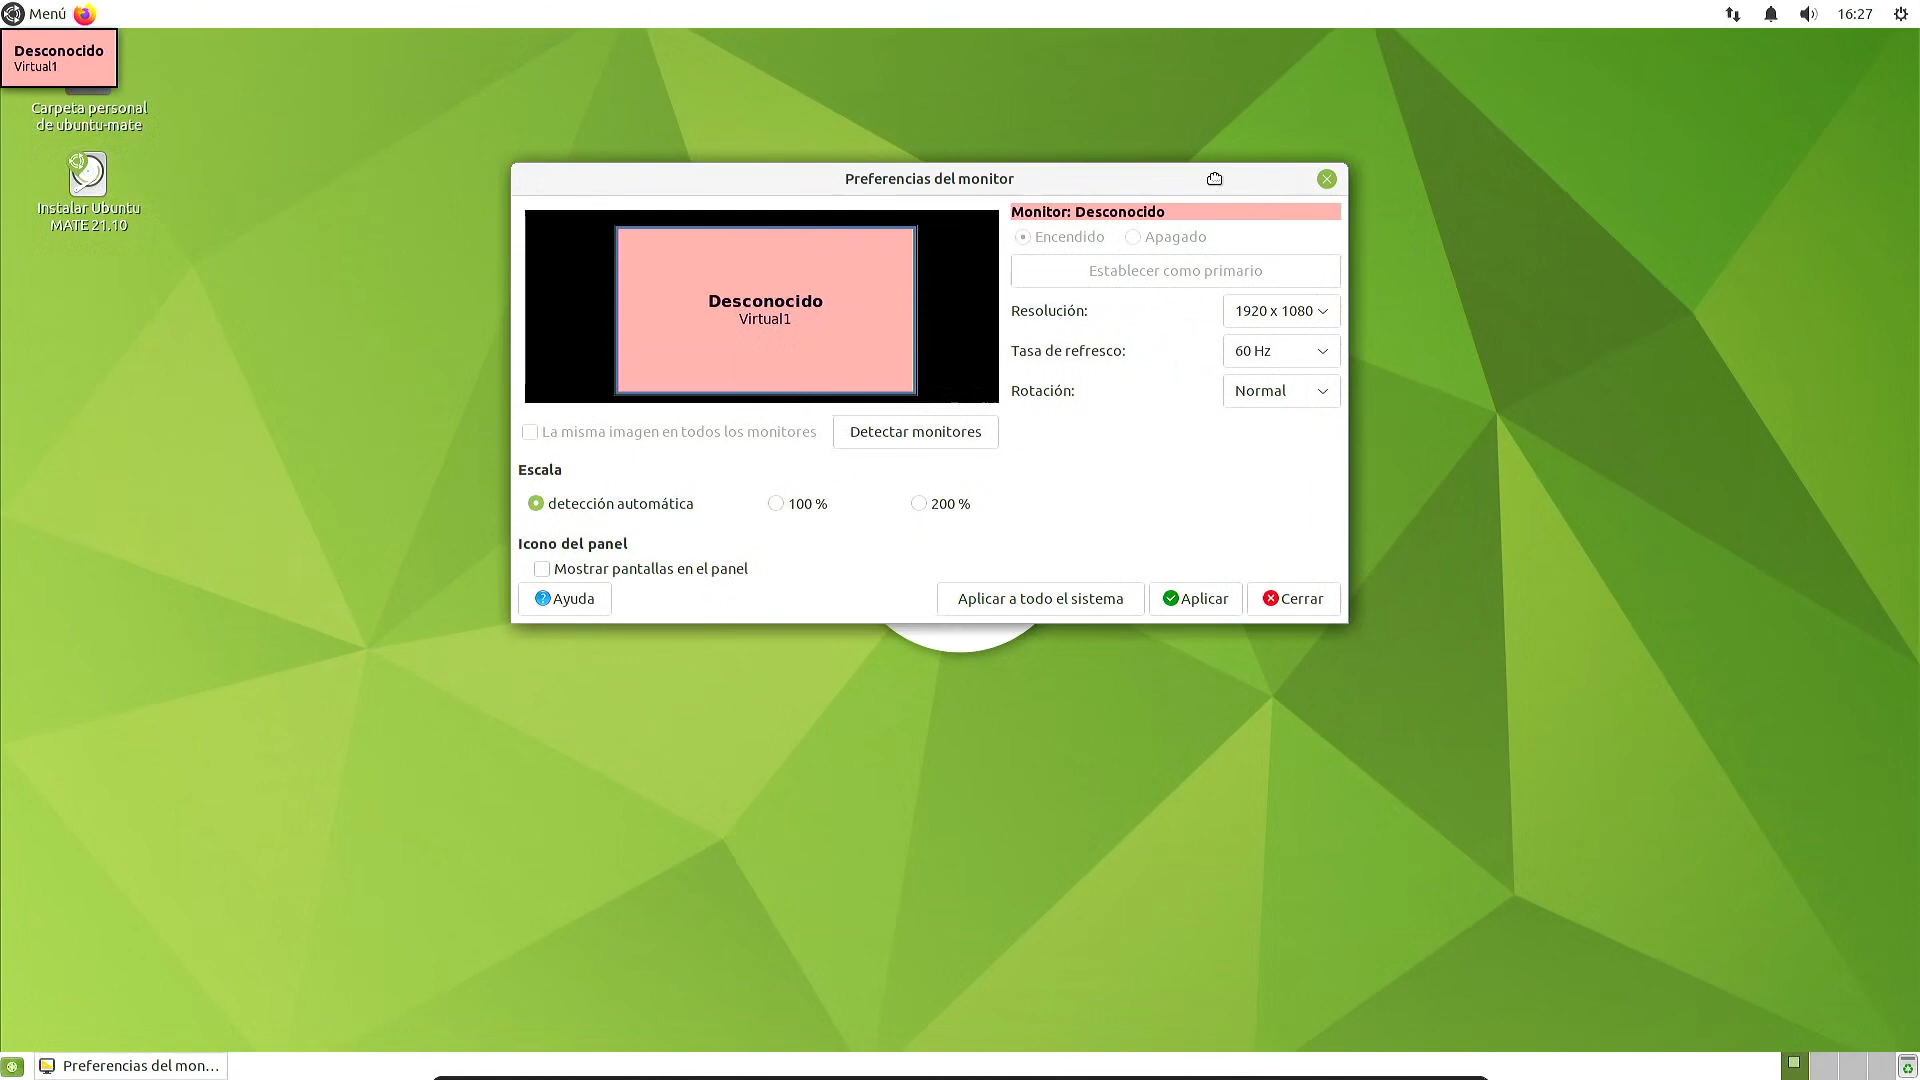 Menú
16:27
Desconocido
Virtual1
Carpeta personal
de ubuntu-mate
Instalar Ubuntu
MATE 21.10
Preferencias del monitor
Desconocido
Virtual1
Monitor: Desconocido
Encendido
Apagado
Establecer como primario
Resolución:
1920 x 1080
Tasa de refresco:
60 Hz
Rotación:
Normal
La misma imagen en todos los monitores
Detectar monitores
Escala
detección automática
100 %
200 %
Icono del panel
Mostrar pantallas en el panel
Ayuda
Aplicar a todo el sistema
Aplicar
Cerrar
Preferencias del mon...